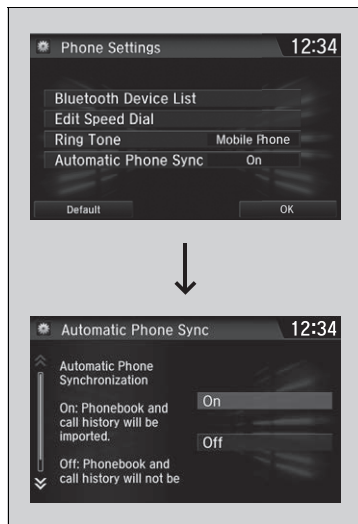 Phone Settings 12:34
Bluetooth Device List
Edit Speed Dial
Ring Tone Mobile Phone
Automatic Phone Sync On
Default OK
Automatic Phone Sync 12:34
Automatic Phone
Synchronization
On: Phonebook and
call history will be
imported.
Off: Phonebook and
call history will not be
On
Off